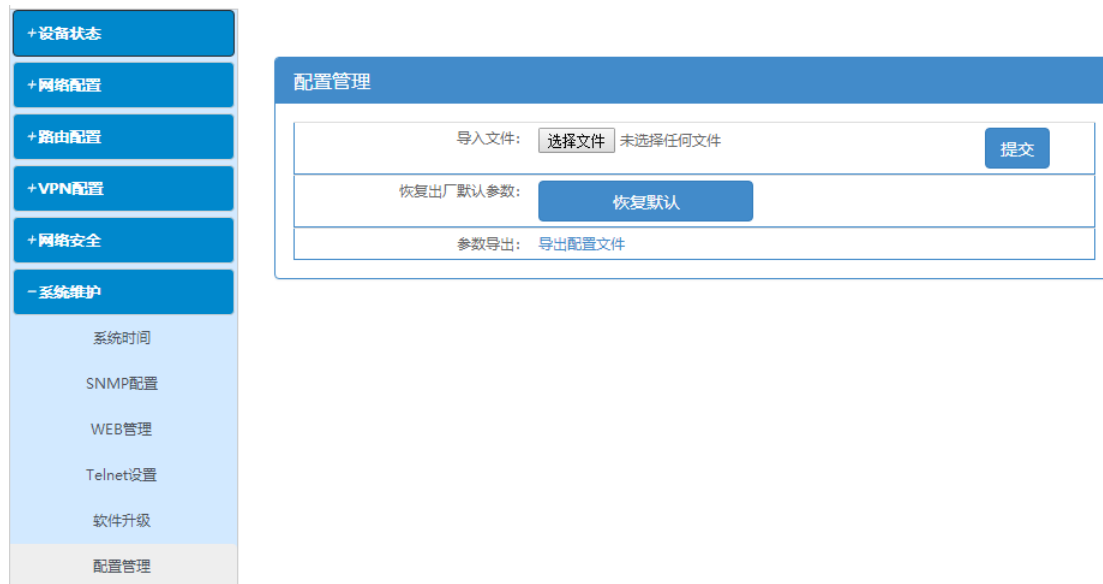 +设备状态
+网络配置
+路由配置
+VPN配置
+网络安全
-系统维护
系统时间
SNMP配置
WEB管理
Telnet设置
软件升级
配置管理
配置管理
导入文件: 选择文件 未选择任何文件 提交
恢复出厂默认参数: 恢复默认
参数导出: 导出配置文件